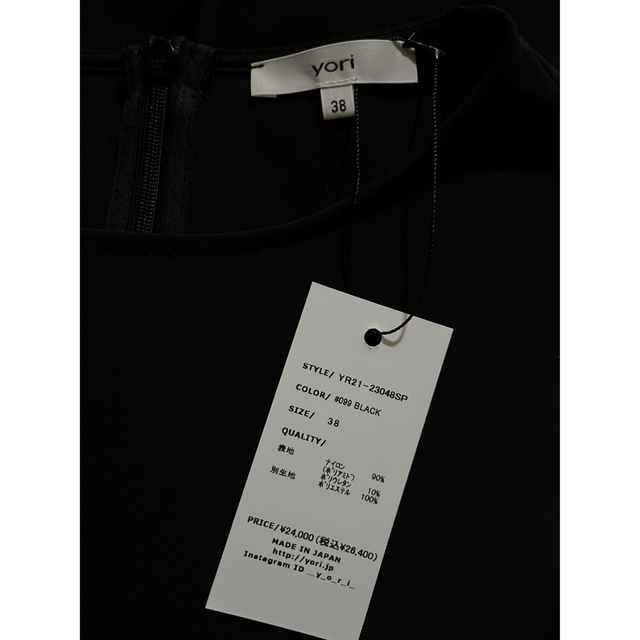 yori
38
STYLE/ YR21-23048SP
COLOR/ #099 BLACK
SIZE/ 38
QUALITY/
表地 ナイロン 90%
(ポリアミド)
ポリウレタン 10%
別生地 ポリエステル 100%
PRICE/¥24,000(税込¥26,400)
MADE IN JAPAN
http://yori.jp
Instagram ID __y_o_r_i_